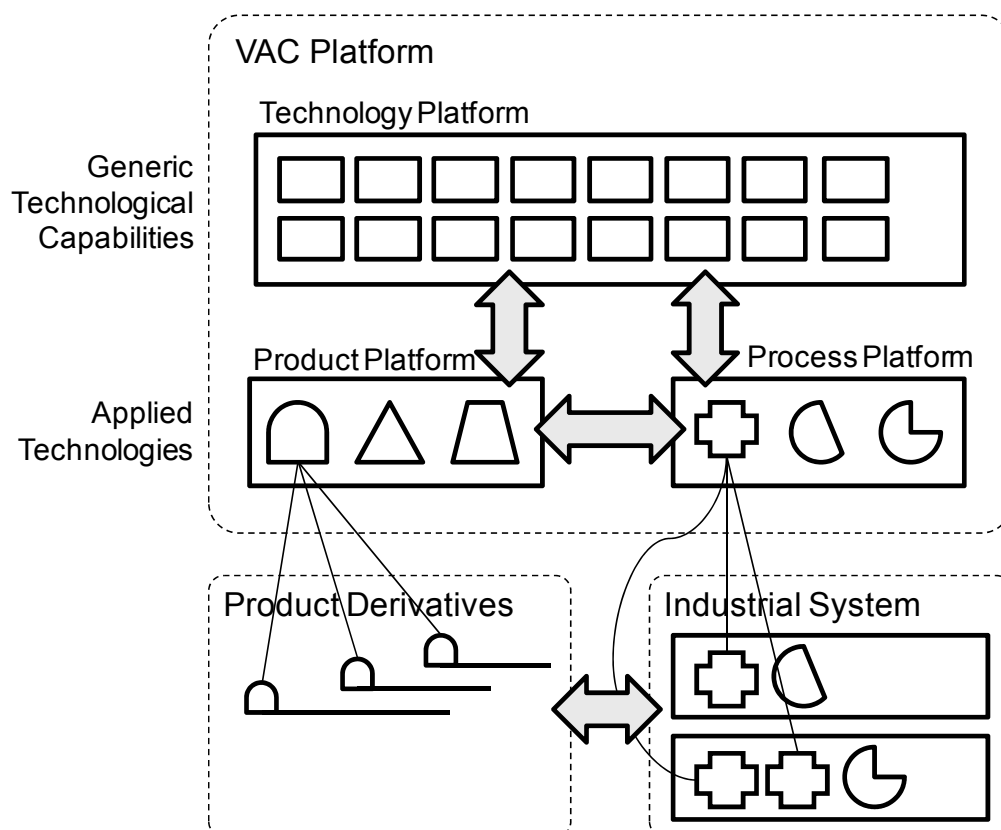 VAC Platform
Technology Platform
Generic
Technological
Capabilities
Product Platform
Process Platform
Applied
Technologies
Product Derivatives
Industrial System